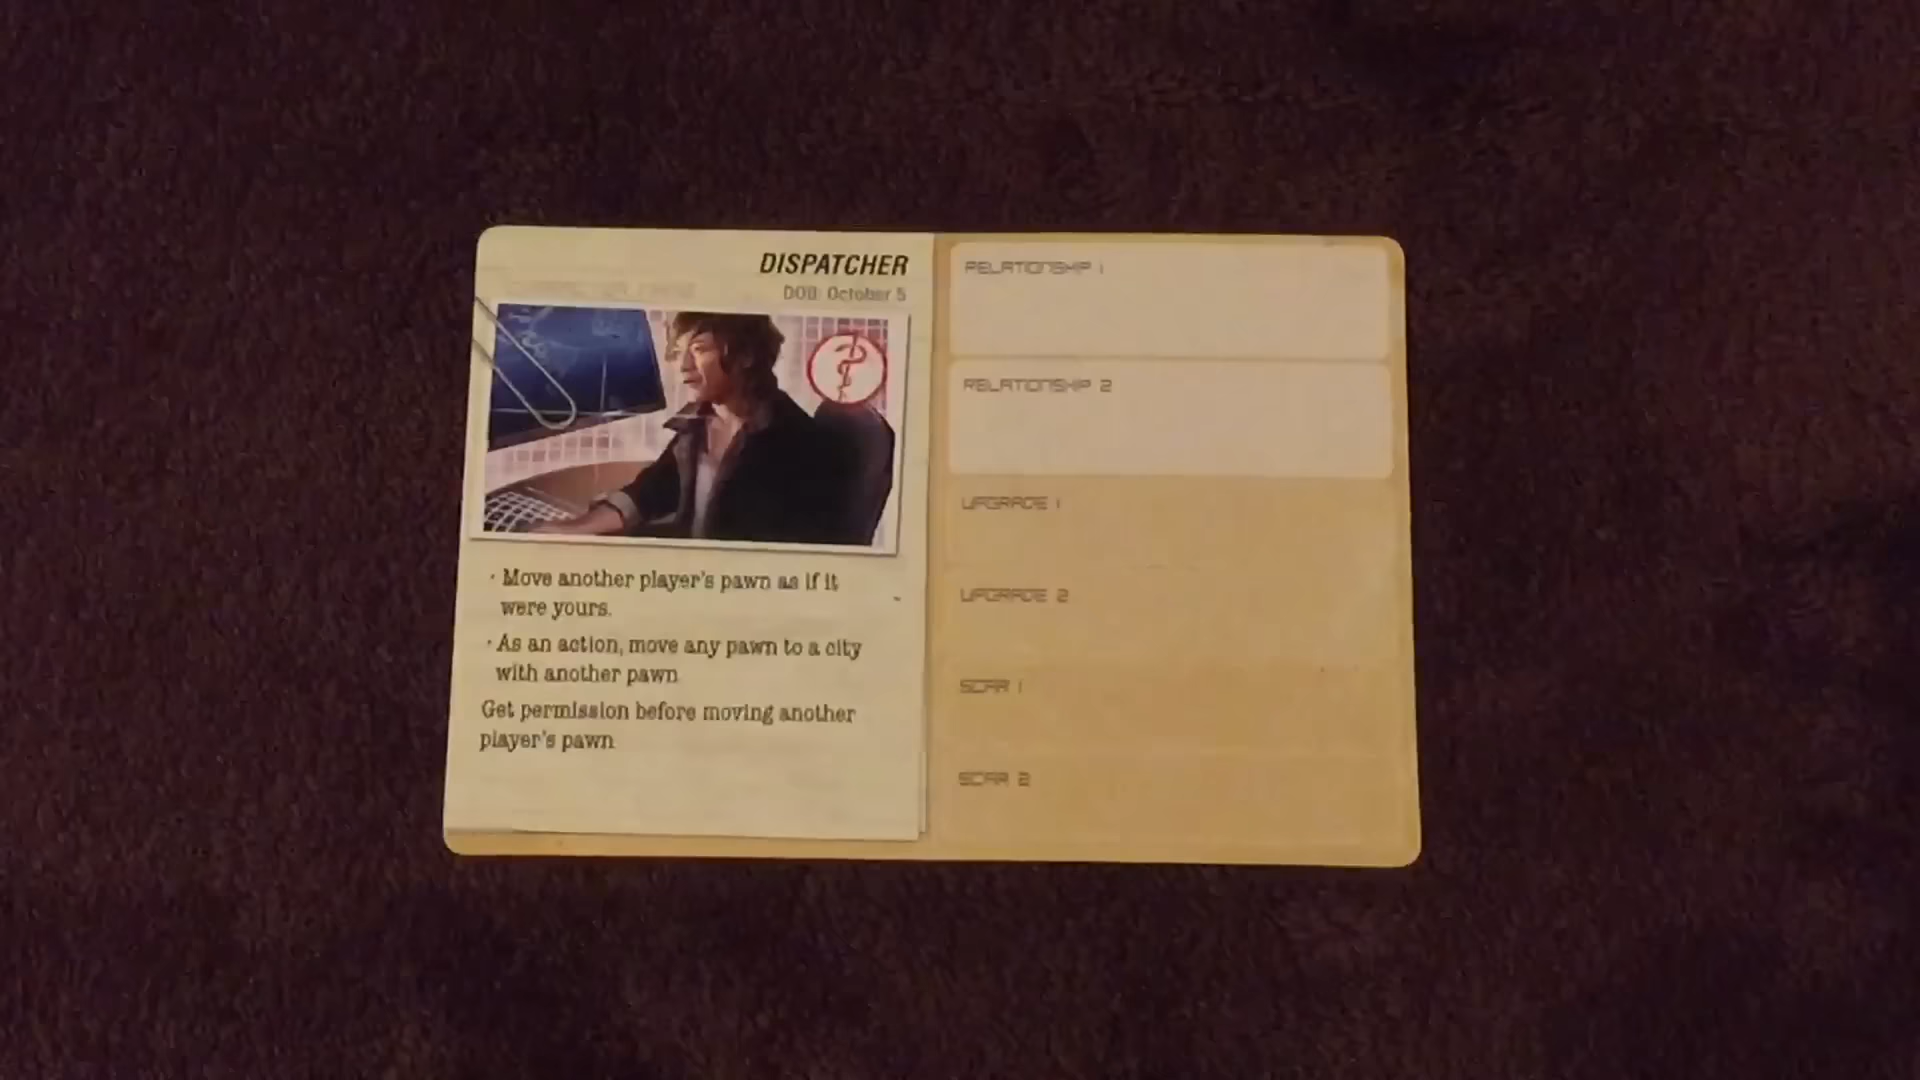 DISPATCHER
DOB: October 5
· Move another player's pawn as if it
were yours.
· As an action, move any pawn to a city
with another pawn.
Get permission before moving another
player's pawn.
RELATIONSHIP 1
RELATIONSHIP 2
UPGRADE 1
UPGRADE 2
SCAR 1
SCAR 2